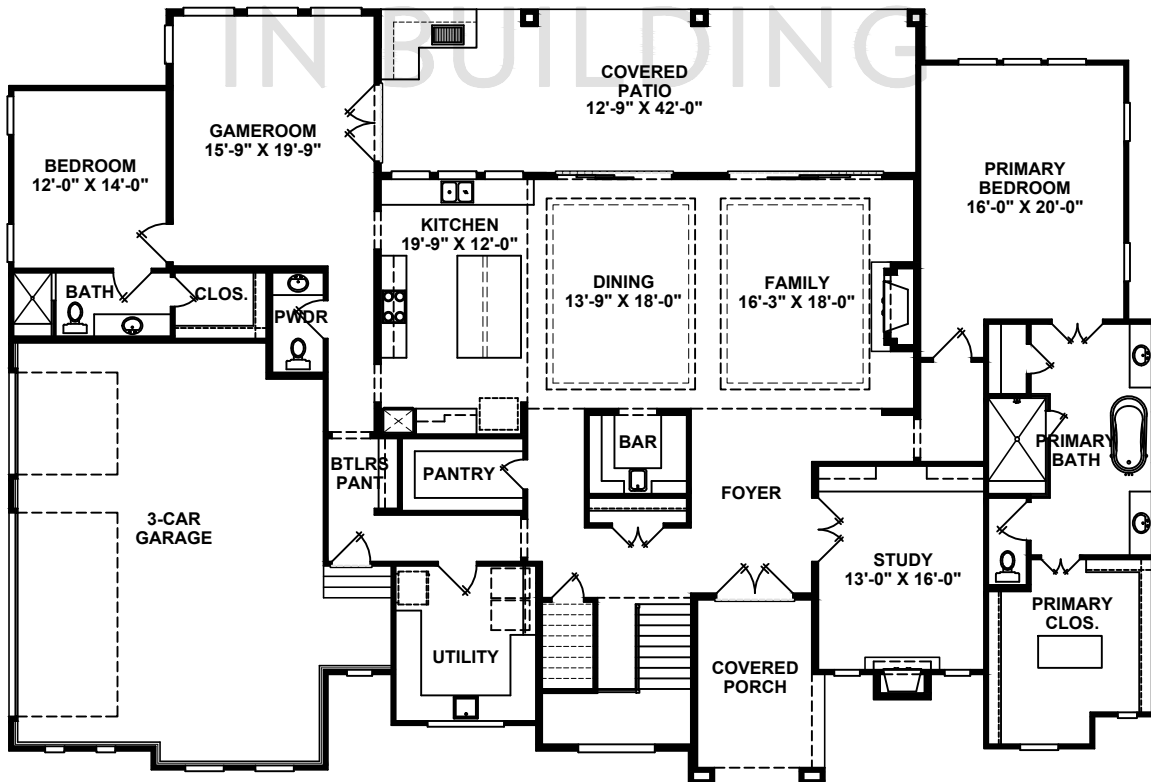 IN BUILDING
COVERED
PATIO
12'-9" X 42'-0"
GAMEROOM
15'-9" X 19'-9"
BEDROOM
12'-0" X 14'-0"
PRIMARY
BEDROOM
16'-0" X 20'-0"
KITCHEN
19'-9" X 12'-0"
DINING
13'-9" X 18'-0"
FAMILY
16'-3" X 18'-0"
BATH
CLOS.
PWDR
BAR
PRIMARY
BATH
BTLRS
PANT
PANTRY
FOYER
3-CAR
GARAGE
STUDY
13'-0" X 16'-0"
PRIMARY
CLOS.
UTILITY
COVERED
PORCH